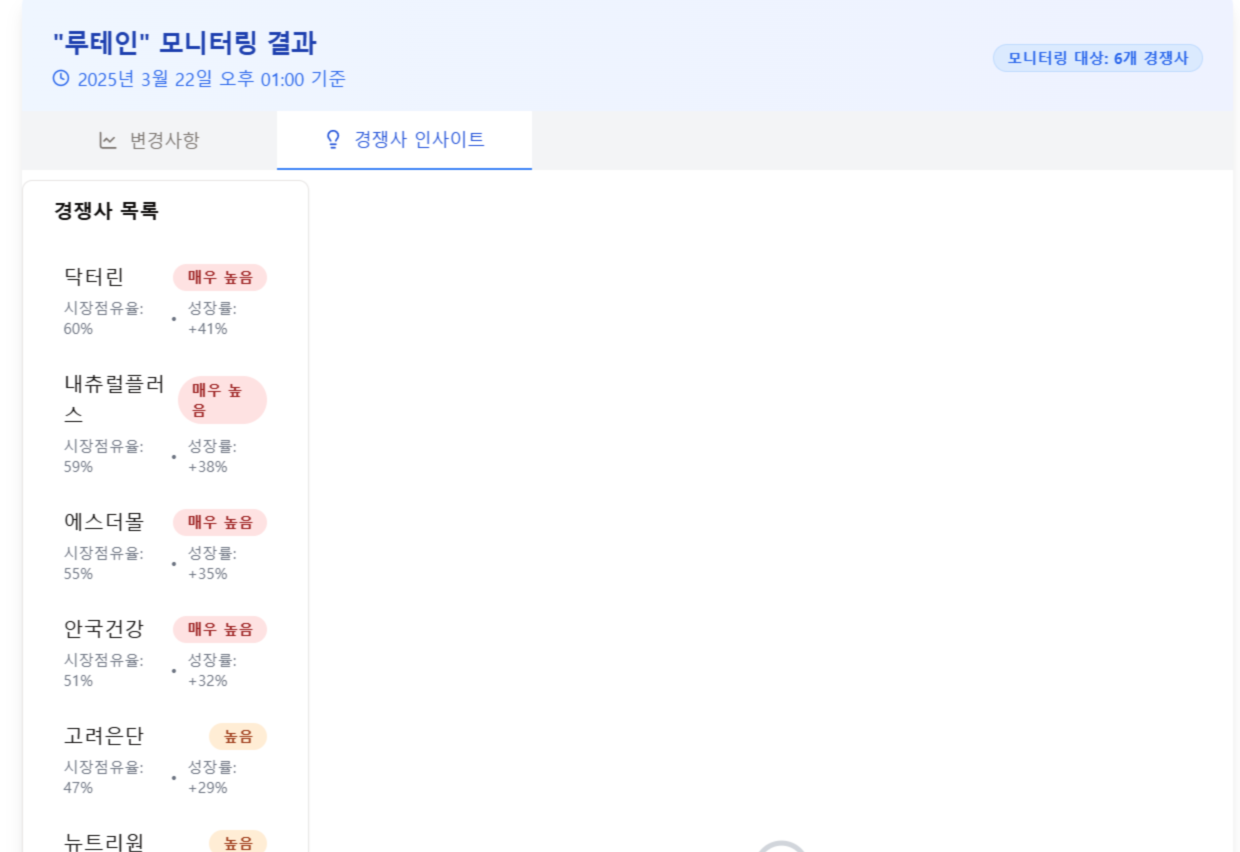 "루테인" 모니터링 결과
2025년 3월 22일 오후 01:00 기준
모니터링 대상: 6개 경쟁사
변경사항
경쟁사 인사이트
경쟁사 목록
닥터린
매우 높음
시장점유율:
60%
•
성장률:
+41%
내츄럴플러
스
매우 높
음
시장점유율:
59%
•
성장률:
+38%
에스더몰
매우 높음
시장점유율:
55%
•
성장률:
+35%
안국건강
매우 높음
시장점유율:
51%
•
성장률:
+32%
고려은단
높음
시장점유율:
47%
•
성장률:
+29%
뉴트리원
높음